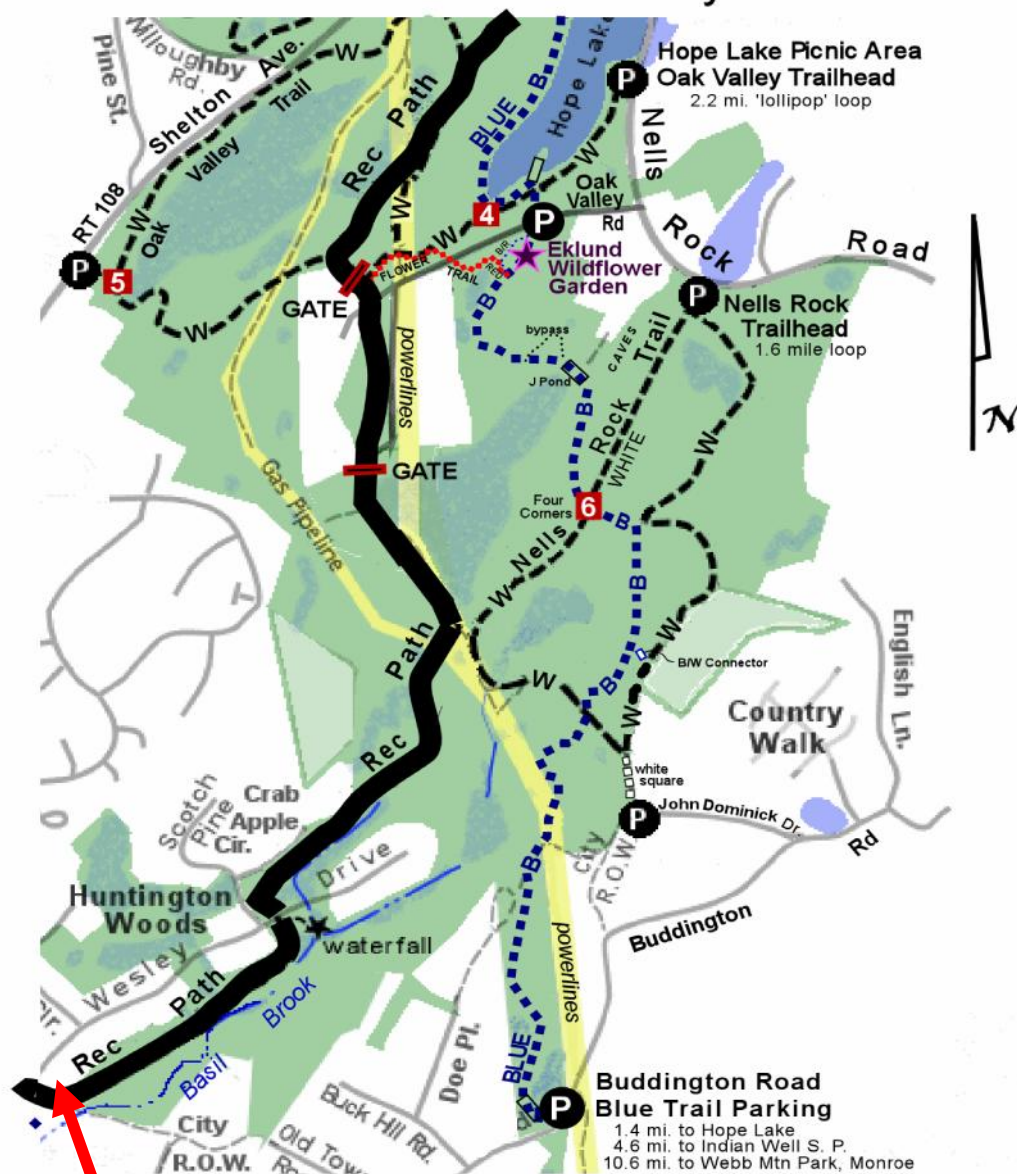 Pine St.
Willoughby
Rd.
Shelton Ave.
RT 108
Oak
Valley
Trail
W
W
W
W
P
5
Rec
Path
BLUE
B
B
Hope Lake
P
Hope Lake Picnic Area
Oak Valley Trailhead
2.2 mi. 'lollipop' loop
Nells
Rock
Road
W
W
4
P
Oak
Valley
Rd
FLOWER
TRAIL
RED
B/R
Eklund
Wildflower
Garden
GATE
powerlines
B
bypass
J Pond
CAVES
P
Nells Rock
Trailhead
1.6 mile loop
N
Rock Trail
WHITE
B
W
GATE
Gas Pipeline
Four
Corners
6
B
Nells
W
B
W
B/W Connector
English Ln.
Path
Rec
W
B
W
Country
Walk
white
square
P
John Dominick Dr.
Rd
Buddington
City
R.O.W.
Scotch
Pine
Crab
Apple
Cir.
Drive
Huntington
Woods
waterfall
Wesley
Path
Rec
Cir.
Brook
Basil
B
powerlines
Doe Pl.
BLUE
P
Buddington Road
Blue Trail Parking
1.4 mi. to Hope Lake
4.6 mi. to Indian Well S. P.
10.6 mi. to Webb Mtn Park, Monroe
Buck Hill Rd.
City
R.O.W.
Old Town